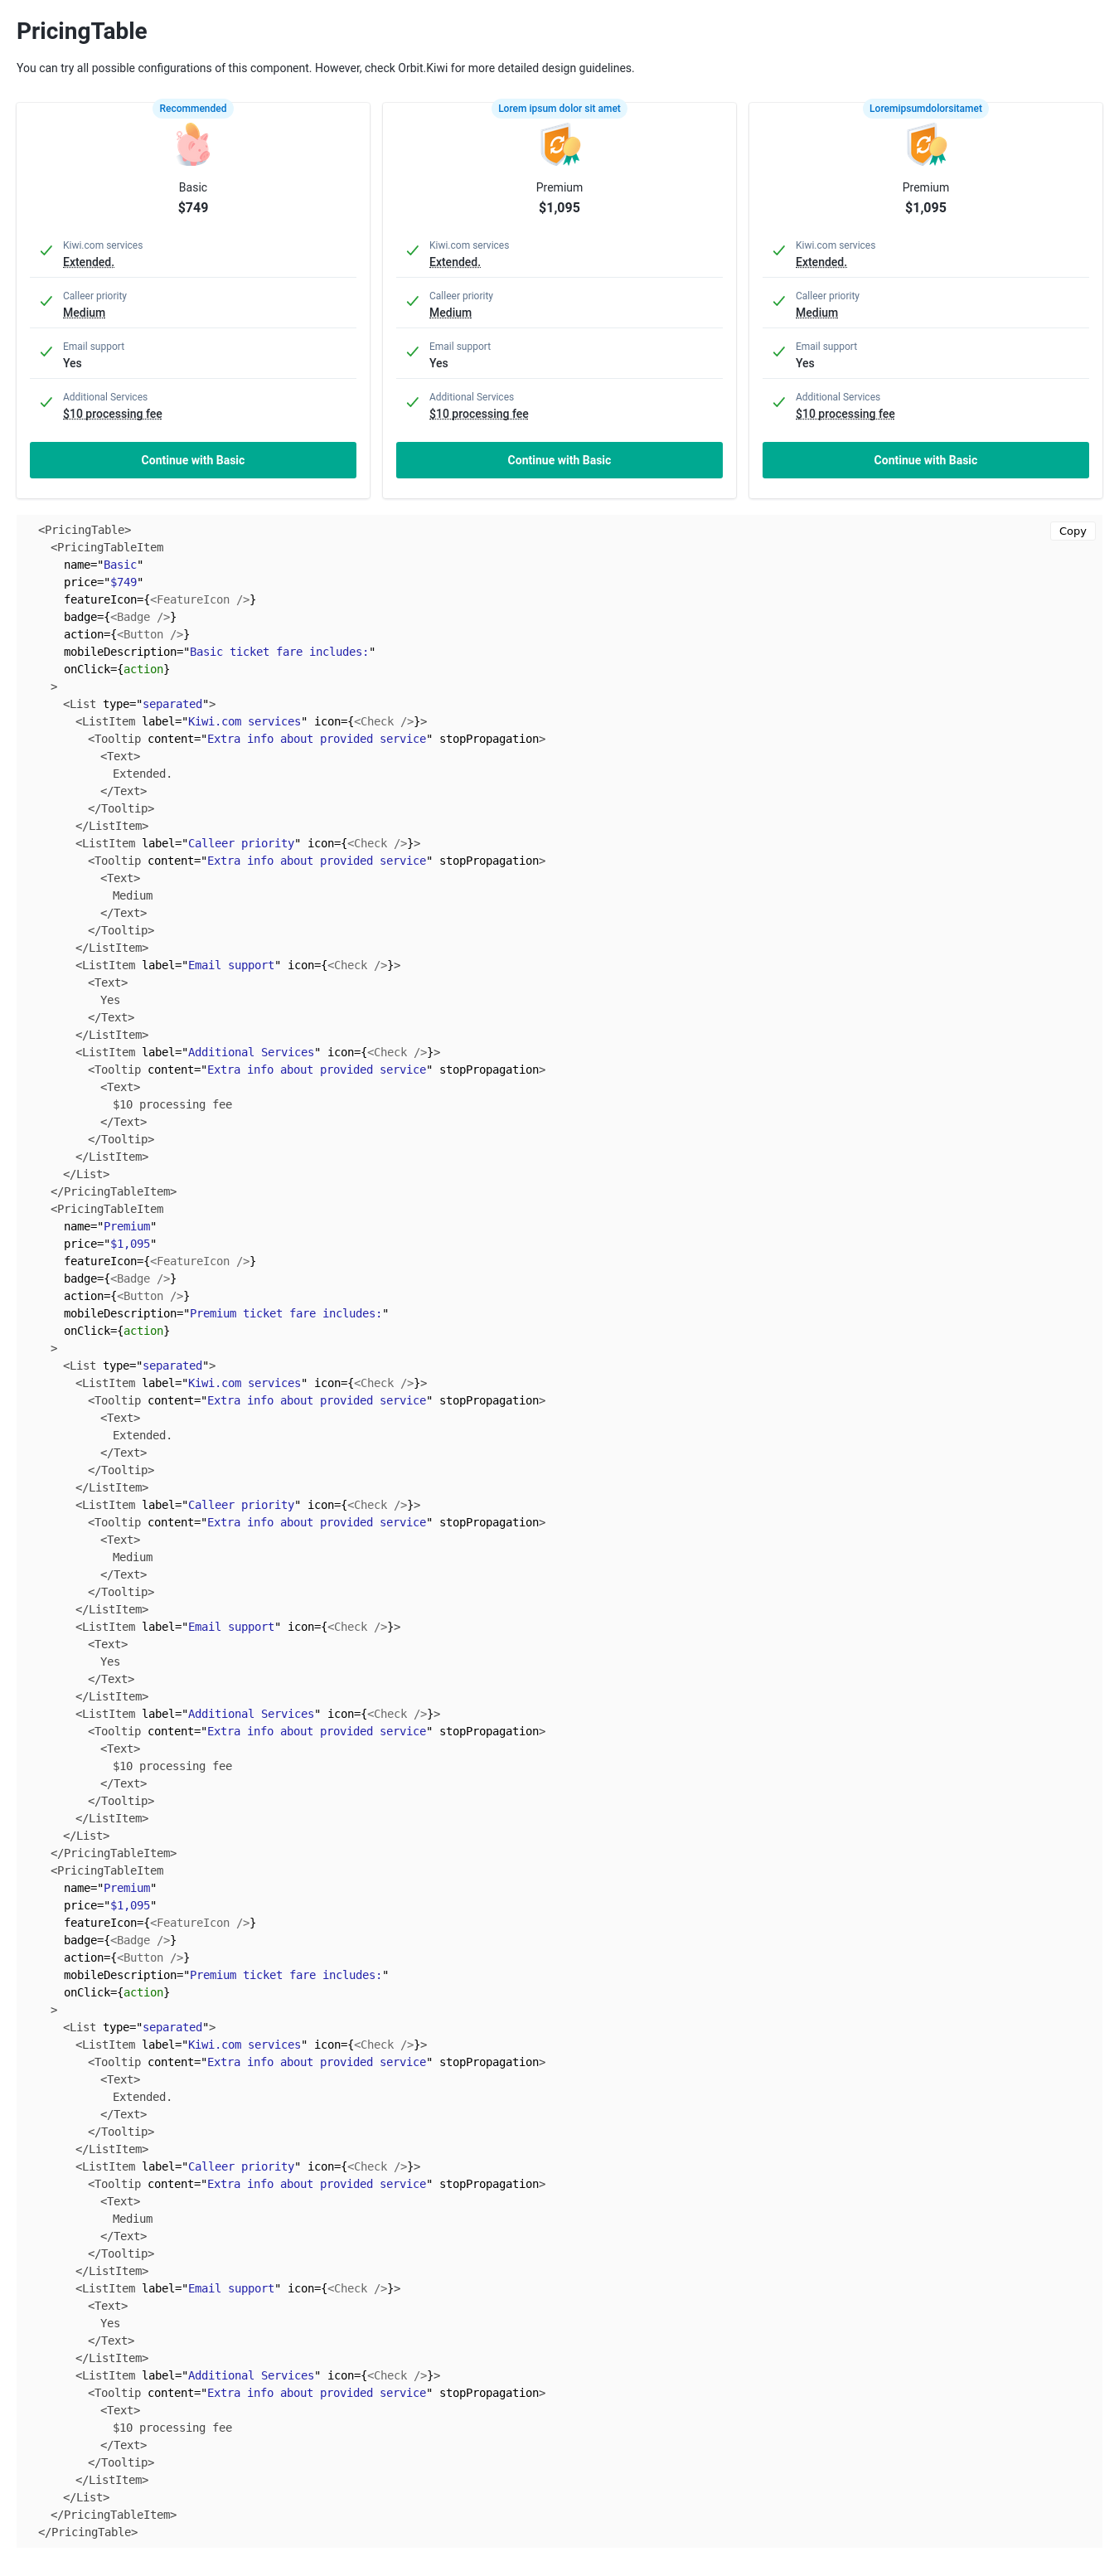 PricingTable
You can try all possible configurations of this component. However, check Orbit.Kiwi for more detailed design guidelines.
Recommended
Basic
$749
Kiwi.com services
Extended.
Calleer priority
Medium
Email support
Yes
Additional Services
$10 processing fee
Continue with Basic
Lorem ipsum dolor sit amet
Premium
$1,095
Kiwi.com services
Extended.
Calleer priority
Medium
Email support
Yes
Additional Services
$10 processing fee
Continue with Basic
Loremipsumdolorsitamet
Premium
$1,095
Kiwi.com services
Extended.
Calleer priority
Medium
Email support
Yes
Additional Services
$10 processing fee
Continue with Basic
Copy
<PricingTable>
<PricingTableItem
name="Basic"
price="$749"
featureIcon={<FeatureIcon />}
badge={<Badge />}
action={<Button />}
mobileDescription="Basic ticket fare includes:"
onClick={action}
>
<List type="separated">
<ListItem label="Kiwi.com services" icon={<Check />}>
<Tooltip content="Extra info about provided service" stopPropagation>
<Text>
Extended.
</Text>
</Tooltip>
</ListItem>
<ListItem label="Calleer priority" icon={<Check />}>
<Tooltip content="Extra info about provided service" stopPropagation>
<Text>
Medium
</Text>
</Tooltip>
</ListItem>
<ListItem label="Email support" icon={<Check />}>
<Text>
Yes
</Text>
</ListItem>
<ListItem label="Additional Services" icon={<Check />}>
<Tooltip content="Extra info about provided service" stopPropagation>
<Text>
$10 processing fee
</Text>
</Tooltip>
</ListItem>
</List>
</PricingTableItem>
<PricingTableItem
name="Premium"
price="$1,095"
featureIcon={<FeatureIcon />}
badge={<Badge />}
action={<Button />}
mobileDescription="Premium ticket fare includes:"
onClick={action}
>
<List type="separated">
<ListItem label="Kiwi.com services" icon={<Check />}>
<Tooltip content="Extra info about provided service" stopPropagation>
<Text>
Extended.
</Text>
</Tooltip>
</ListItem>
<ListItem label="Calleer priority" icon={<Check />}>
<Tooltip content="Extra info about provided service" stopPropagation>
<Text>
Medium
</Text>
</Tooltip>
</ListItem>
<ListItem label="Email support" icon={<Check />}>
<Text>
Yes
</Text>
</ListItem>
<ListItem label="Additional Services" icon={<Check />}>
<Tooltip content="Extra info about provided service" stopPropagation>
<Text>
$10 processing fee
</Text>
</Tooltip>
</ListItem>
</List>
</PricingTableItem>
<PricingTableItem
name="Premium"
price="$1,095"
featureIcon={<FeatureIcon />}
badge={<Badge />}
action={<Button />}
mobileDescription="Premium ticket fare includes:"
onClick={action}
>
<List type="separated">
<ListItem label="Kiwi.com services" icon={<Check />}>
<Tooltip content="Extra info about provided service" stopPropagation>
<Text>
Extended.
</Text>
</Tooltip>
</ListItem>
<ListItem label="Calleer priority" icon={<Check />}>
<Tooltip content="Extra info about provided service" stopPropagation>
<Text>
Medium
</Text>
</Tooltip>
</ListItem>
<ListItem label="Email support" icon={<Check />}>
<Text>
Yes
</Text>
</ListItem>
<ListItem label="Additional Services" icon={<Check />}>
<Tooltip content="Extra info about provided service" stopPropagation>
<Text>
$10 processing fee
</Text>
</Tooltip>
</ListItem>
</List>
</PricingTableItem>
</PricingTable>